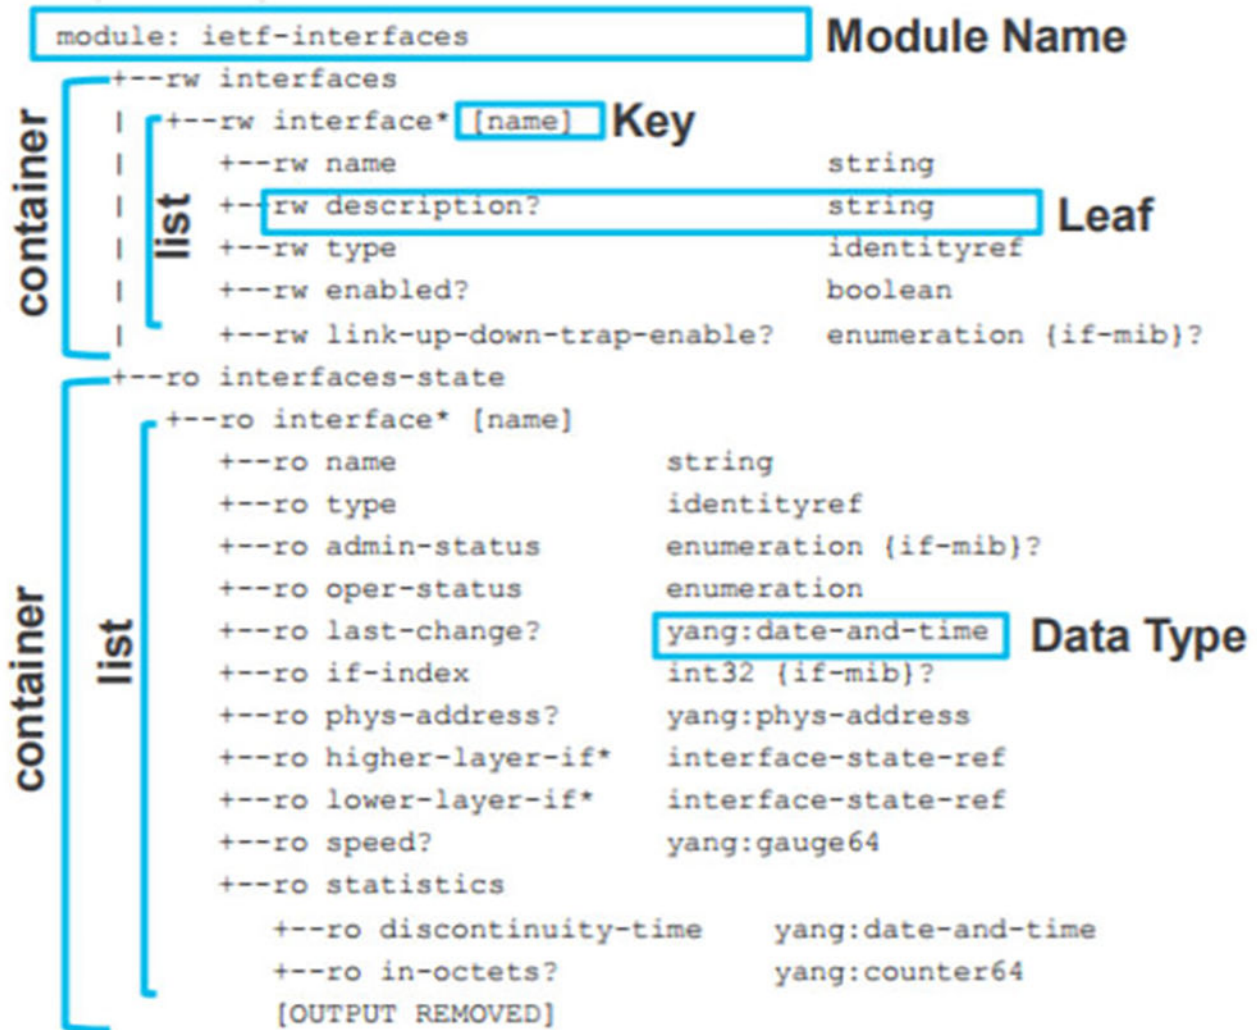 module: ietf-interfaces Module Name
+--rw interfaces
| +--rw interface* [name] Key
| +--rw name string
| +--rw description? string Leaf
| +--rw type identityref
| +--rw enabled? boolean
| +--rw link-up-down-trap-enable? enumeration {if-mib}?
container
list
+--ro interfaces-state
+--ro interface* [name]
+--ro name string
+--ro type identityref
+--ro admin-status enumeration {if-mib}?
+--ro oper-status enumeration
+--ro last-change? yang:date-and-time Data Type
+--ro if-index int32 {if-mib}?
+--ro phys-address? yang:phys-address
+--ro higher-layer-if* interface-state-ref
+--ro lower-layer-if* interface-state-ref
+--ro speed? yang:gauge64
+--ro statistics
+--ro discontinuity-time yang:date-and-time
+--ro in-octets? yang:counter64
[OUTPUT REMOVED]
container
list